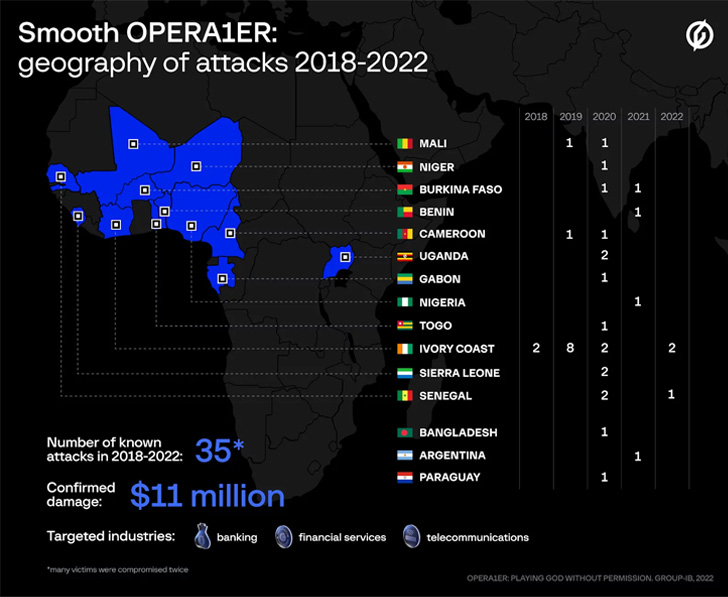 Smooth OPERA1ER:
geography of attacks 2018-2022
2018 2019 2020 2021 2022
MALI 1 1
NIGER 1
BURKINA FASO 1 1
BENIN 1
CAMEROON 1 1
UGANDA 2
GABON 1
NIGERIA 1
TOGO 1
IVORY COAST 2 8 2 2
SIERRA LEONE 2
SENEGAL 2 1
BANGLADESH 1
ARGENTINA 1
PARAGUAY 1
Number of known
attacks in 2018-2022: 35*
Confirmed
damage: $11 million
Targeted industries: banking financial services telecommunications
*many victims were compromised twice
OPERA1ER: PLAYING GOD WITHOUT PERMISSION. GROUP-IB, 2022